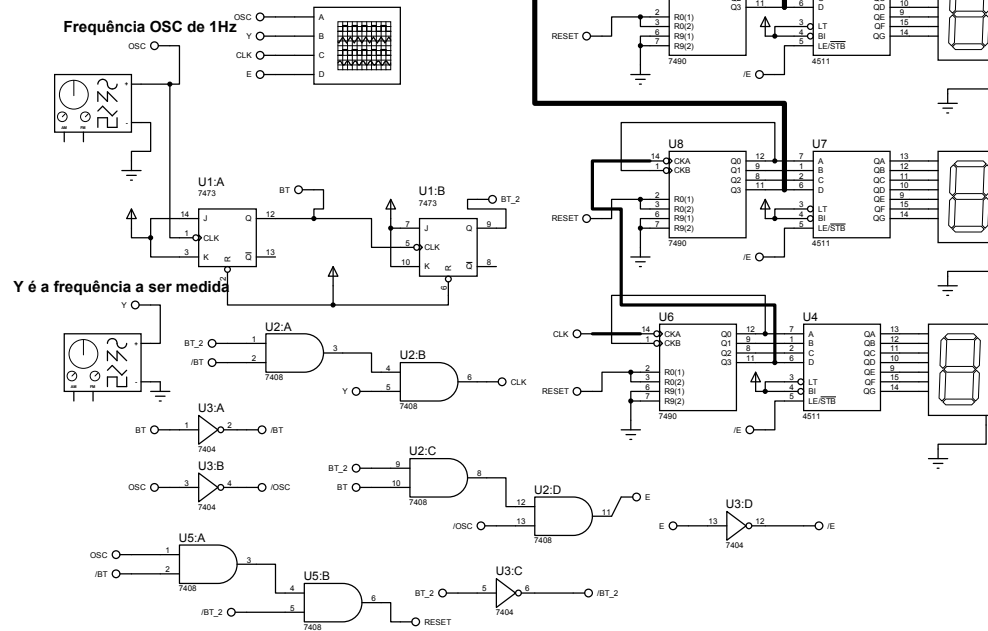 Frequência OSC de 1Hz
OSC
OSC
Y
CLK
E
A
B
C
D
+
-
AM FM
U1:A
7473
14 J Q 12
1 CLK
3 K Q 13
R
2
BT
U1:B
7473
7 J Q 9
5 CLK
10 K Q 8
R
6
BT_2
Y é a frequência a ser medida
Y
+
-
AM FM
U2:A
BT_2 1
/BT 2
3
7408
U2:B
4
Y 5
6 CLK
7408
U3:A
BT 1 2 /BT
7404
U3:B
OSC 3 4 /OSC
7404
U2:C
BT_2 9
BT 10
8
7408
U2:D
12
/OSC 13
11 E
7408
U3:D
E 13 12 /E
7404
U5:A
OSC 1
/BT 2
3
7408
U5:B
4
/BT_2 5
6 RESET
7408
U3:C
BT_2 5 6 /BT_2
7404
Q3 11
6 D
QD 10
QE 9
QF 15
QG 14
RESET
2 R0(1)
3 R0(2)
6 R9(1)
7 R9(2)
7490
3 LT
4 BI
5 LE/STB
4511
/E
U8
14 CKA
1 CKB
Q0 12
Q1 9
Q2 8
Q3 11
RESET
2 R0(1)
3 R0(2)
6 R9(1)
7 R9(2)
7490
U7
7 A
1 B
2 C
6 D
3 LT
4 BI
5 LE/STB
QA 13
QB 12
QC 11
QD 10
QE 9
QF 15
QG 14
4511
/E
U6
CLK
14 CKA
1 CKB
Q0 12
Q1 9
Q2 8
Q3 11
RESET
2 R0(1)
3 R0(2)
6 R9(1)
7 R9(2)
7490
U4
7 A
1 B
2 C
6 D
3 LT
4 BI
5 LE/STB
QA 13
QB 12
QC 11
QD 10
QE 9
QF 15
QG 14
4511
/E